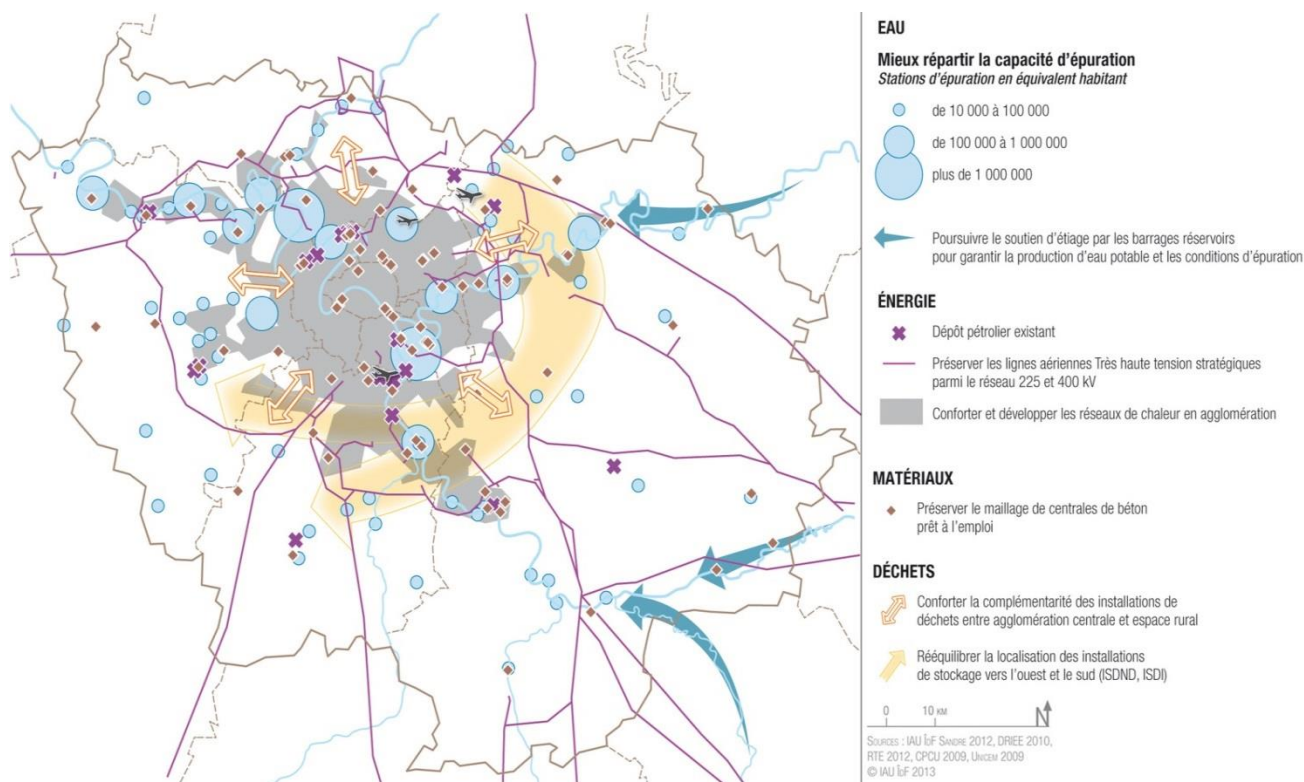 EAU
Mieux répartir la capacité d'épuration
Stations d'épuration en équivalent habitant
de 10 000 à 100 000
de 100 000 à 1 000 000
plus de 1 000 000
Poursuivre le soutien d'étiage par les barrages réservoirs
pour garantir la production d'eau potable et les conditions d'épuration
ÉNERGIE
Dépôt pétrolier existant
Préserver les lignes aériennes Très haute tension stratégiques
parmi le réseau 225 et 400 kV
Conforter et développer les réseaux de chaleur en agglomération
MATÉRIAUX
Préserver le maillage de centrales de béton
prêt à l'emploi
DÉCHETS
Conforter la complémentarité des installations de
déchets entre agglomération centrale et espace rural
Rééquilibrer la localisation des installations
de stockage vers l'ouest et le sud (ISDND, ISDI)
0 10 KM
N
SOURCES : IAU ÎDF SANDRE 2012, DRIEE 2010,
RTE 2012, CPCU 2009, UNICEM 2009
© IAU ÎDF 2013